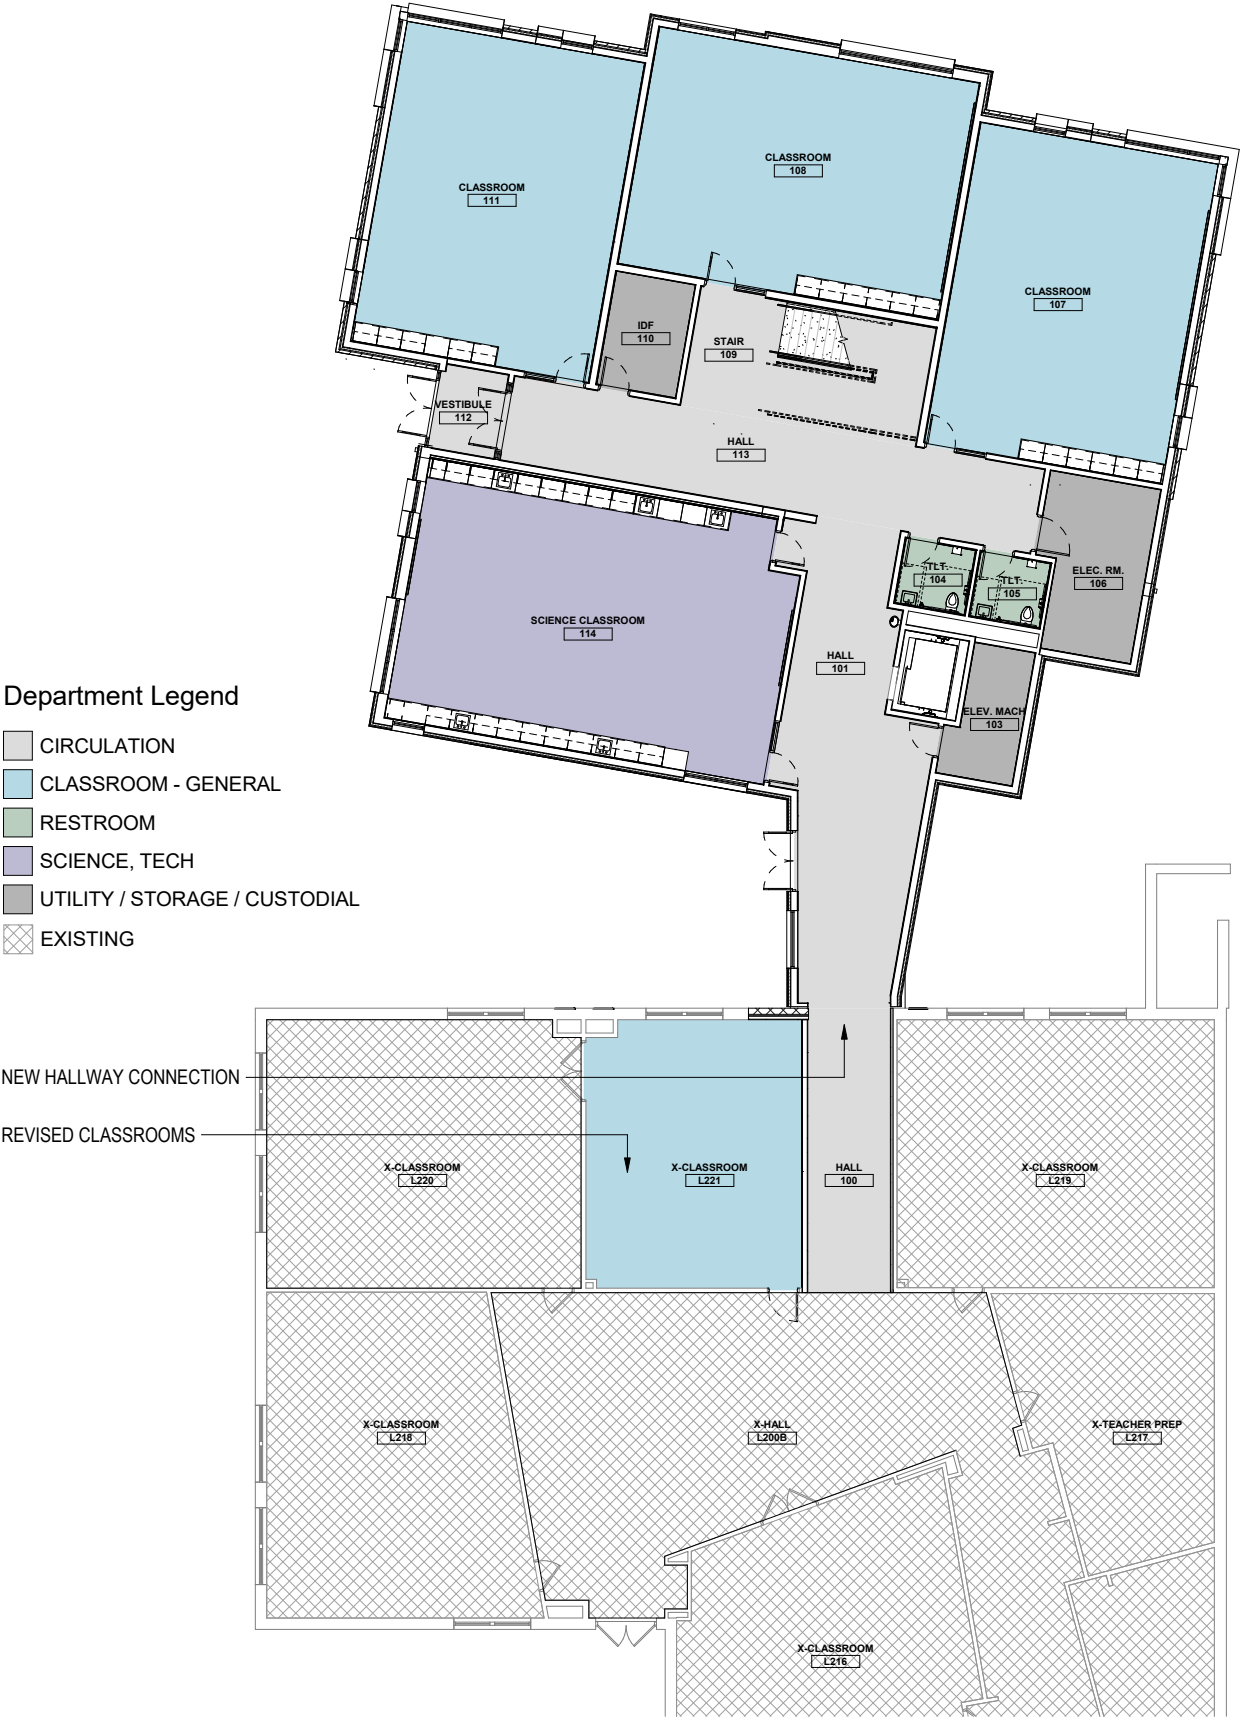 CLASSROOM
108
CLASSROOM
111
CLASSROOM
107
IDF
110
STAIR
109
VESTIBULE
112
HALL
113
TLT.
104
TLT.
105
ELEC. RM.
106
SCIENCE CLASSROOM
114
HALL
101
ELEV. MACH
103
Department Legend
CIRCULATION
CLASSROOM - GENERAL
RESTROOM
SCIENCE, TECH
UTILITY / STORAGE / CUSTODIAL
EXISTING
NEW HALLWAY CONNECTION
REVISED CLASSROOMS
X-CLASSROOM
L220
X-CLASSROOM
L221
HALL
100
X-CLASSROOM
L219
X-CLASSROOM
L218
X-HALL
L200B
X-TEACHER PREP
L217
X-CLASSROOM
L216